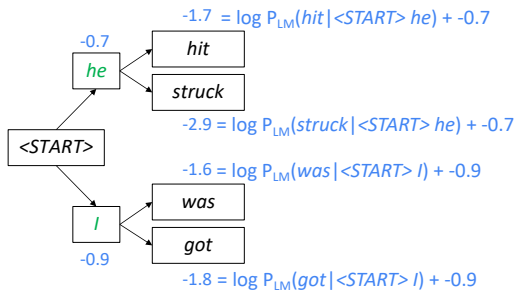 -1.7 = log P_LM(hit|<START> he) + -0.7
-0.7
hit
he
struck
-2.9 = log P_LM(struck|<START> he) + -0.7
<START>
-1.6 = log P_LM(was|<START> I) + -0.9
was
I
got
-0.9
-1.8 = log P_LM(got|<START> I) + -0.9